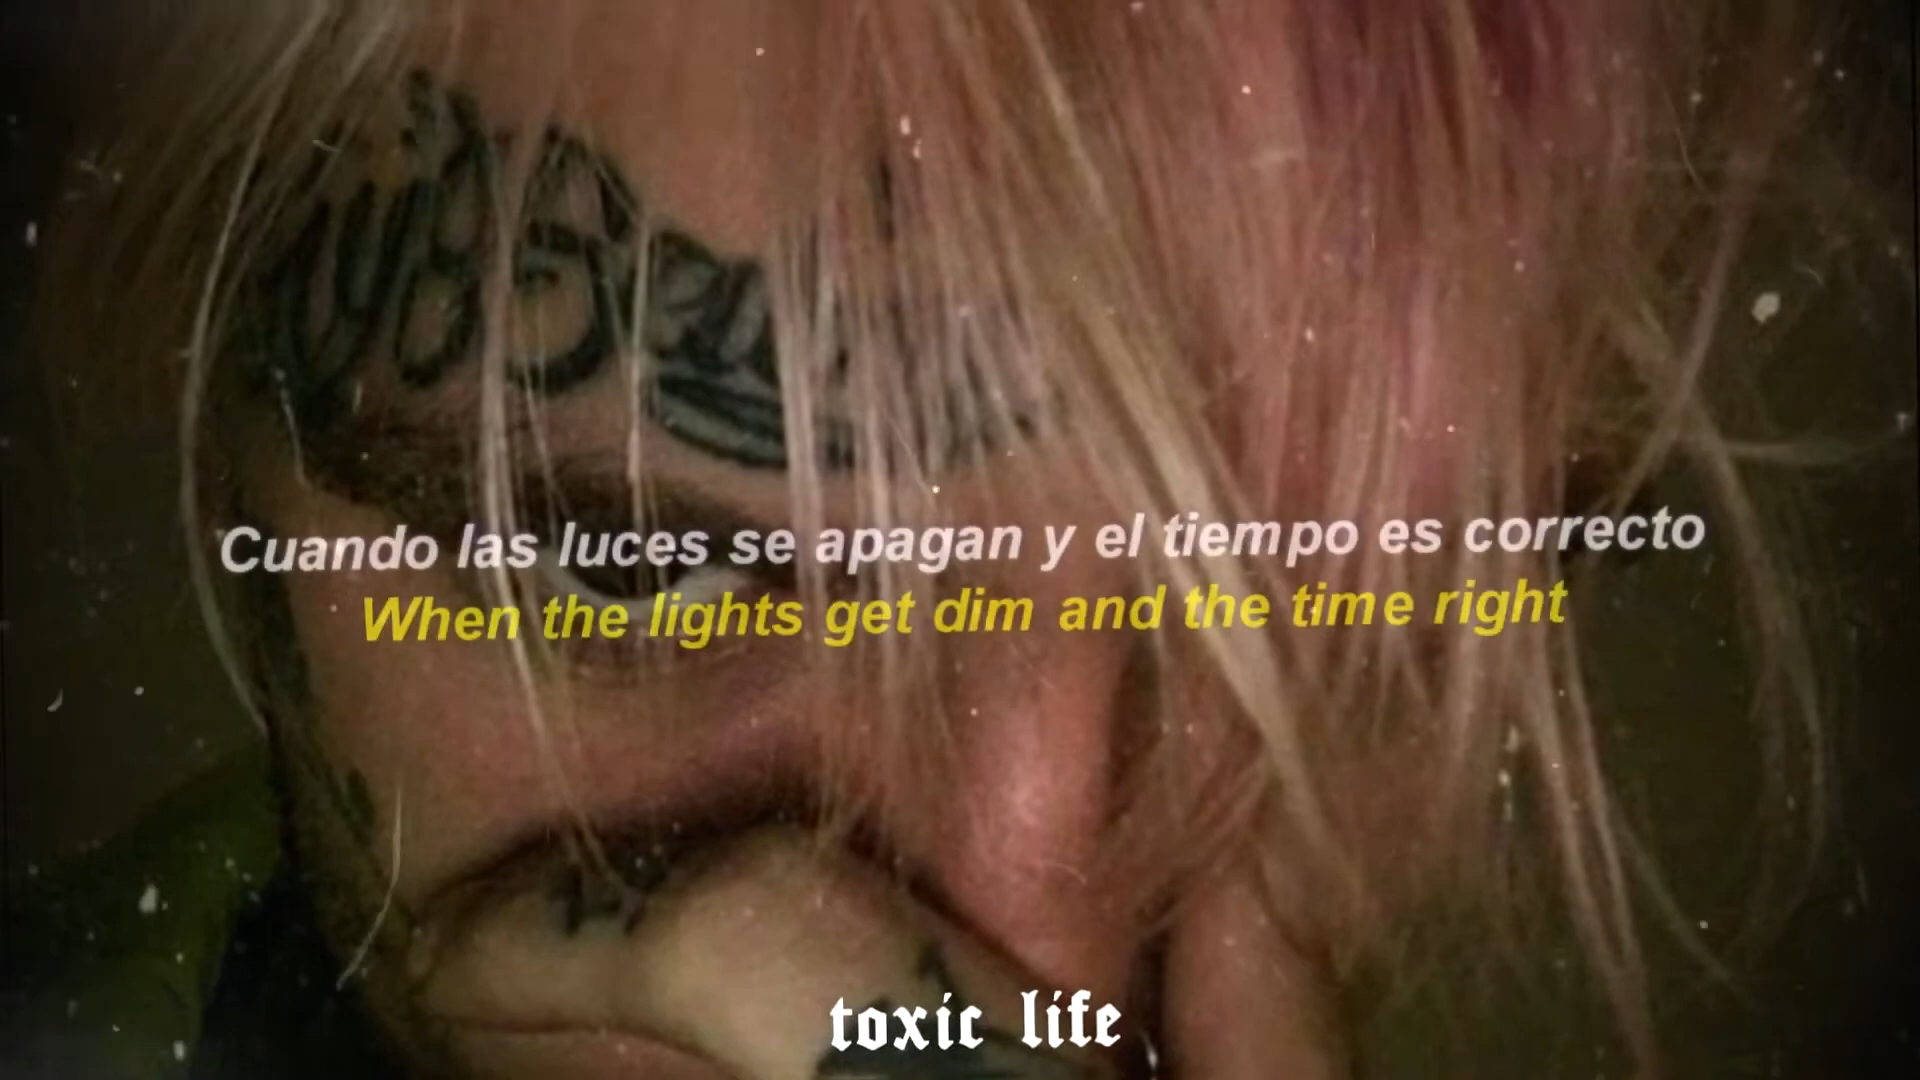 Cuando las luces se apagan y el tiempo es correcto
When the lights get dim and the time right
toxic life